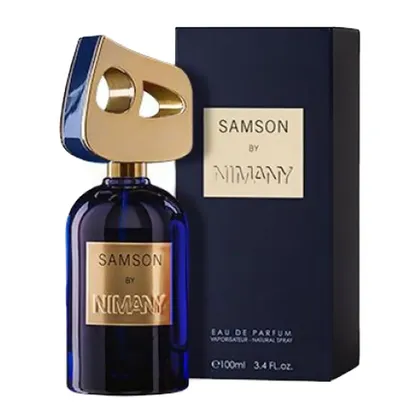 SAMSON
BY
NIMANY
SAMSON
BY
NIMANY
EAU DE PARFUM
VAPORISATEUR - NATURAL SPRAY
℮100ml 3.4 FL.oz.